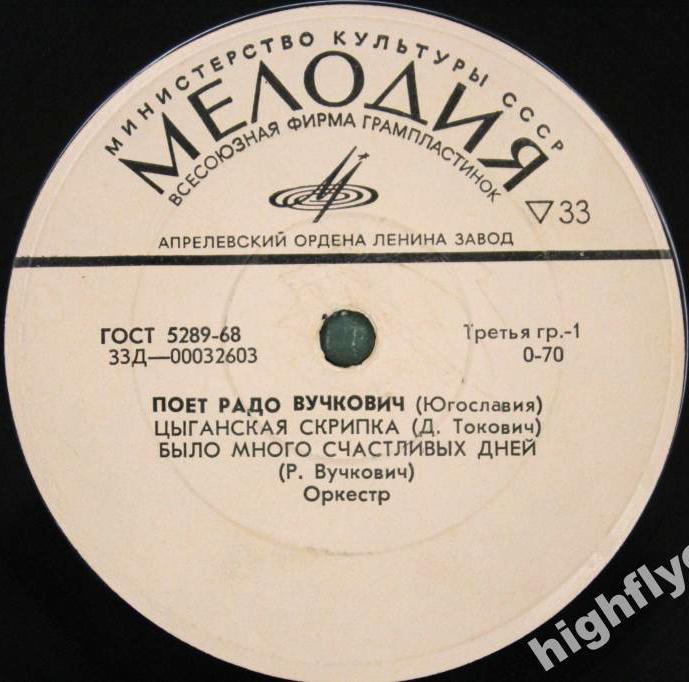 МИНИСТЕРСТВО КУЛЬТУРЫ СССР
МЕЛОДИЯ
ВСЕСОЮЗНАЯ ФИРМА ГРАМПЛАСТИНОК
▽33
АПРЕЛЕВСКИЙ ОРДЕНА ЛЕНИНА ЗАВОД
ГОСТ 5289-68
Третья гр.-1
33Д—00032603
0-70
ПОЕТ РАДО ВУЧКОВИЧ (Югославия)
ЦЫГАНСКАЯ СКРИПКА (Д. Токович)
БЫЛО МНОГО СЧАСТЛИВЫХ ДНЕЙ
(Р. Вучкович)
Оркестр